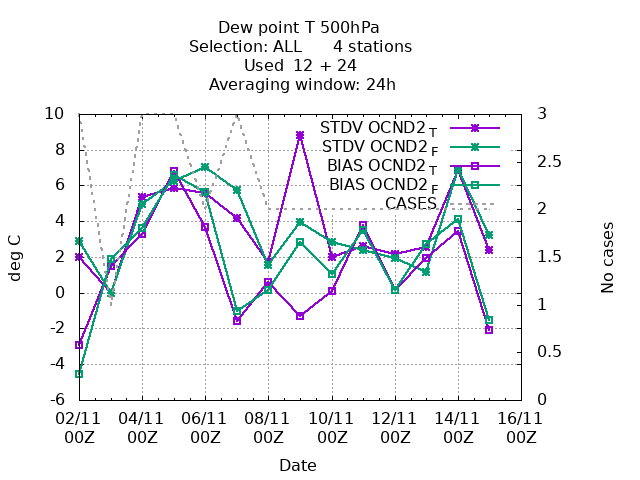 Dew point T 500hPa
Selection: ALL 4 stations
Used 12 + 24
Averaging window: 24h
STDV OCND2 T
STDV OCND2 F
BIAS OCND2 T
BIAS OCND2 F
CASES
deg C
10
8
6
4
2
0
-2
-4
-6
No cases
3
2.5
2
1.5
1
0.5
0
02/11 04/11 06/11 08/11 10/11 12/11 14/11 16/11
00Z 00Z 00Z 00Z 00Z 00Z 00Z 00Z
Date